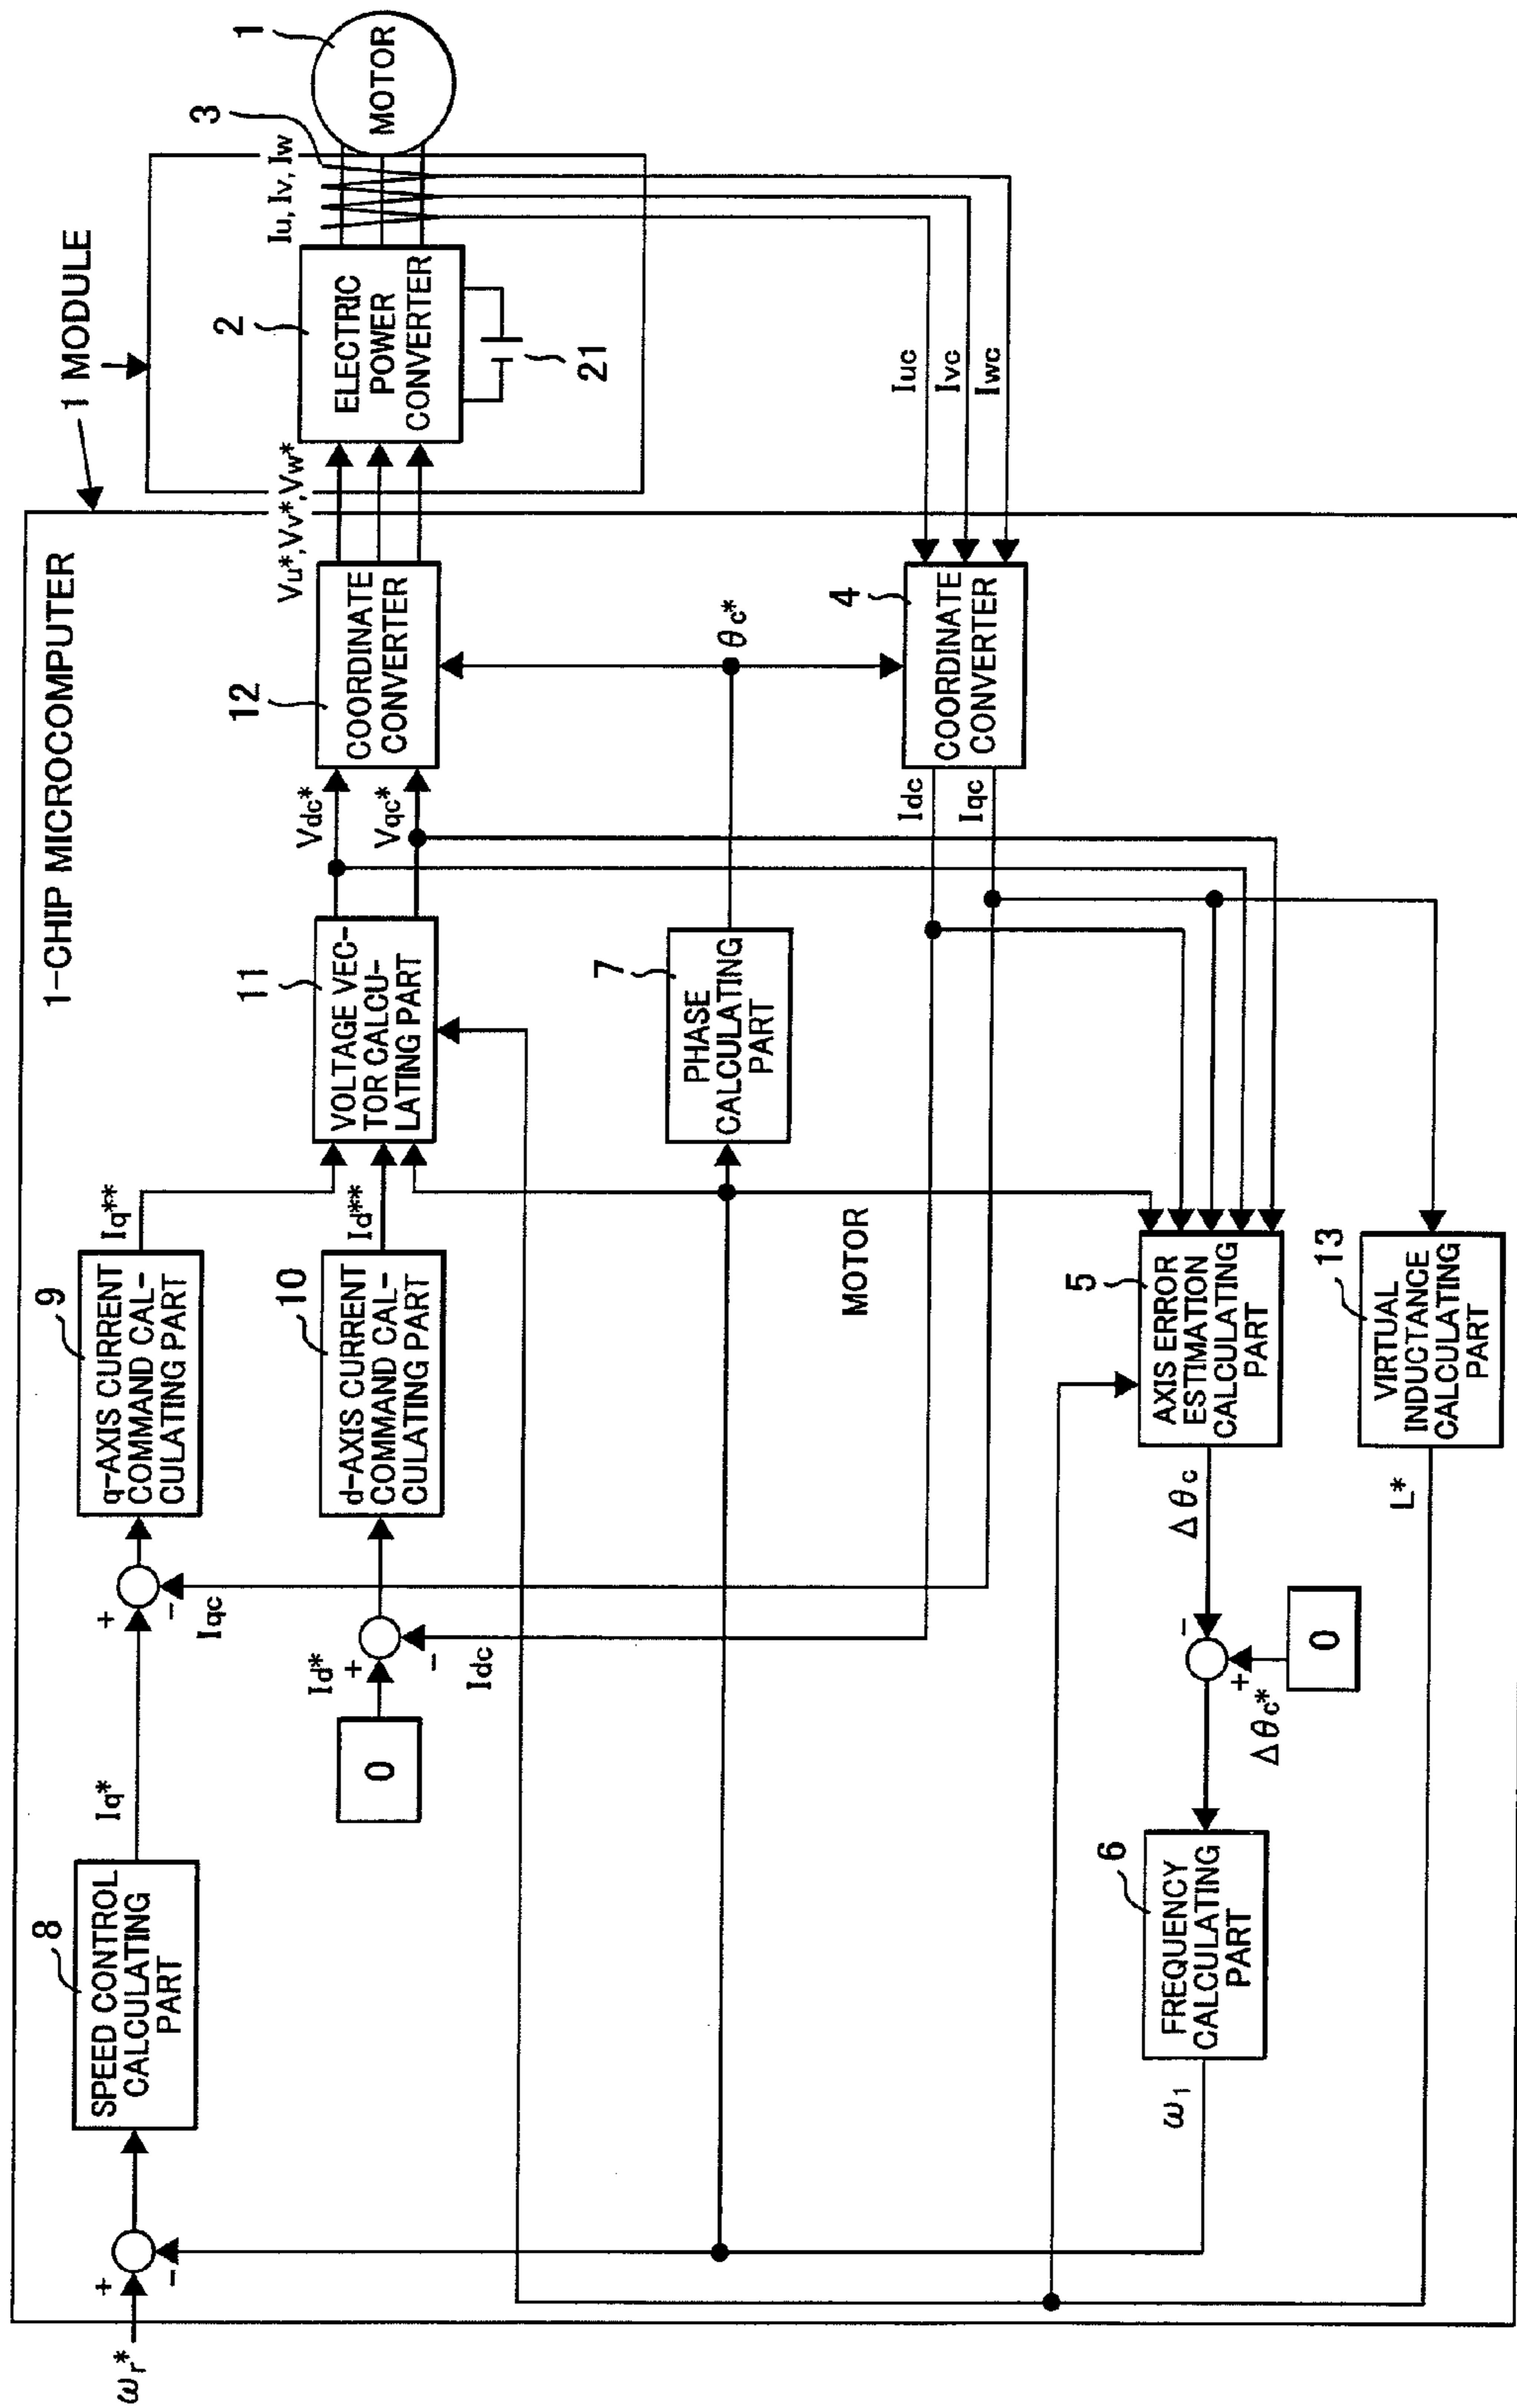 1-CHIP MICROCOMPUTER
1 MODULE
ωr*
+
-
8
SPEED CONTROL
CALCULATING
PART
Iq*
+
-
Iqc
9
q-AXIS CURRENT
COMMAND CAL-
CULATING PART
Iq**
0
Id*
+
-
Idc
10
d-AXIS CURRENT
COMMAND CAL-
CULATING PART
Id**
11
VOLTAGE VEC-
TOR CALCU-
LATING PART
Vdc*
Vqc*
12
COORDINATE
CONVERTER
Vu*,Vv*,Vw*
2
ELECTRIC
POWER
CONVERTER
21
Iu, Iv, Iw
3
1
MOTOR
7
PHASE
CALCULATING
PART
θc*
MOTOR
Iuc
Ivc
Iwc
4
COORDINATE
CONVERTER
Idc
Iqc
ω1
6
FREQUENCY
CALCULATING
PART
-
+
Δθc*
0
Δθc
5
AXIS ERROR
ESTIMATION
CALCULATING
PART
L*
13
VIRTUAL
INDUCTANCE
CALCULATING
PART